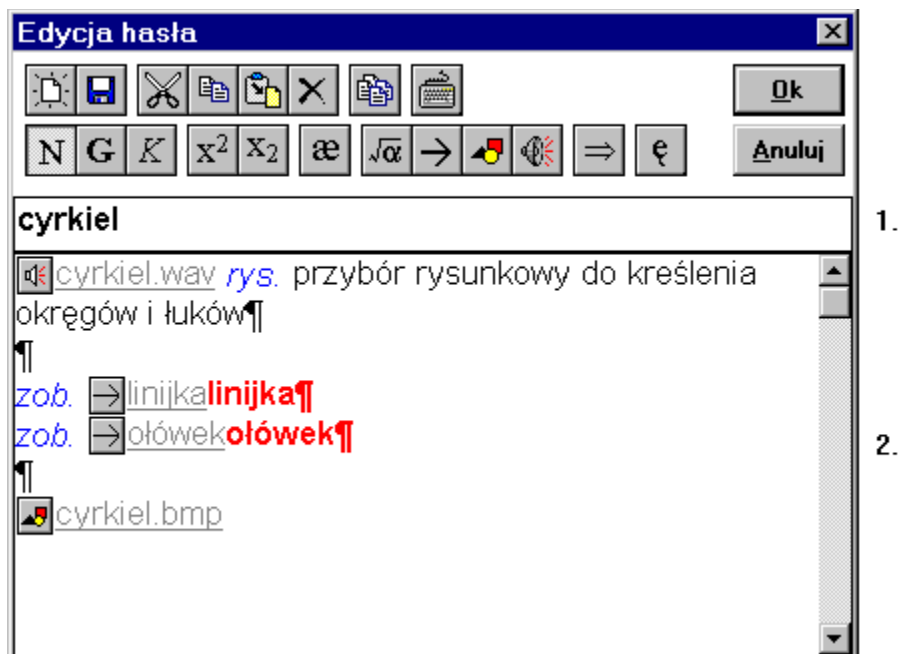 Edycja hasła
Ok
N G K x² x₂ æ √α → ⇒ ę Anuluj
cyrkiel 1.
cyrkiel.wav rys. przybór rysunkowy do kreślenia
okręgów i łuków¶
¶
zob. →linijkalinijka¶
zob. →ołówekołówek¶
2.
¶
cyrkiel.bmp